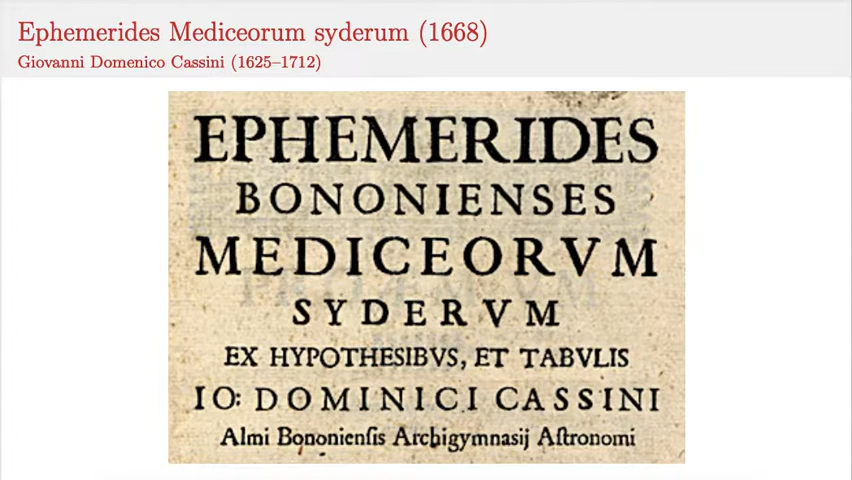 Ephemerides Mediceorum syderum (1668)
Giovanni Domenico Cassini (1625–1712)
EPHEMERIDES
BONONIENSES
MEDICEORVM
SYDERVM
EX HYPOTHESIBVS, ET TABVLIS
IO: DOMINICI CASSINI
Almi Bononienſis Archigymnasij Aſtronomi